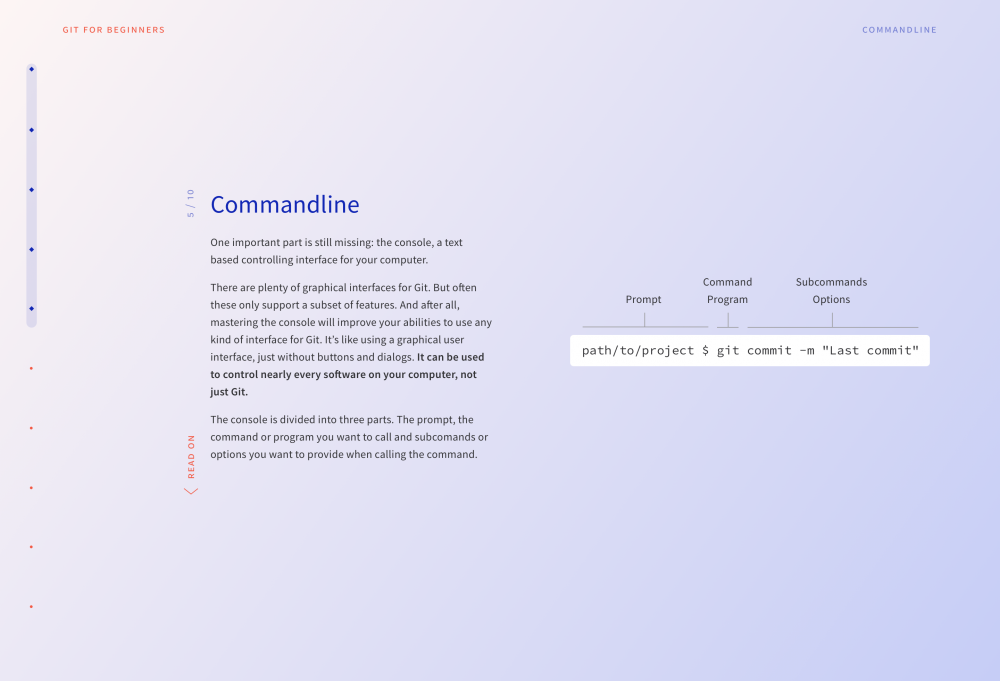 GIT FOR BEGINNERS
COMMANDLINE
5 / 10
Commandline
One important part is still missing: the console, a text
based controlling interface for your computer.
There are plenty of graphical interfaces for Git. But often
these only support a subset of features. And after all,
mastering the console will improve your abilities to use any
kind of interface for Git. It’s like using a graphical user
interface, just without buttons and dialogs. It can be used
to control nearly every software on your computer, not
just Git.
The console is divided into three parts. The prompt, the
command or program you want to call and subcomands or
options you want to provide when calling the command.
READ ON
Prompt
Command
Program
Subcommands
Options
path/to/project $ git commit -m "Last commit"